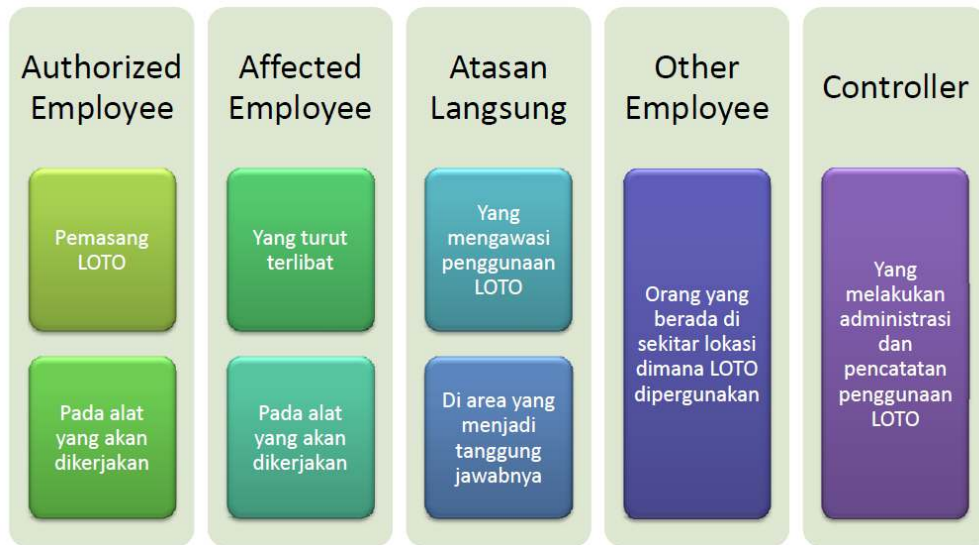 Authorized
Employee
Pemasang
LOTO
Pada alat
yang akan
dikerjakan
Affected
Employee
Yang turut
terlibat
Pada alat
yang akan
dikerjakan
Atasan
Langsung
Yang
mengawasi
penggunaan
LOTO
Di area yang
menjadi
tanggung
jawabnya
Other
Employee
Orang yang
berada di
sekitar lokasi
dimana LOTO
dipergunakan
Controller
Yang
melakukan
administrasi
dan
pencatatan
penggunaan
LOTO